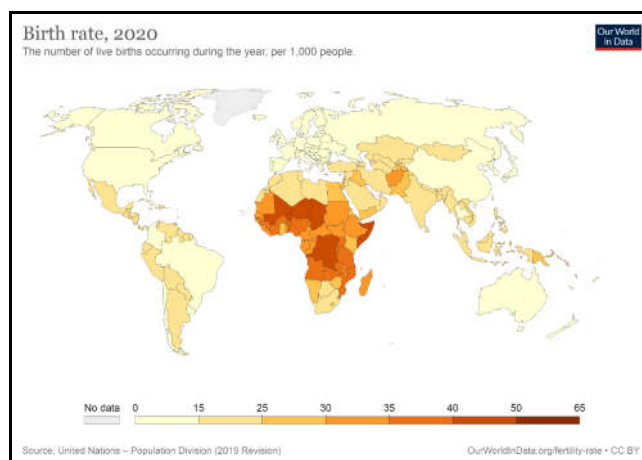 Birth rate, 2020
The number of live births occurring during the year, per 1,000 people.
Our World
in Data
No data 0 15 25 30 35 40 50 65
Source: United Nations – Population Division (2019 Revision) OurWorldInData.org/fertility-rate • CC BY